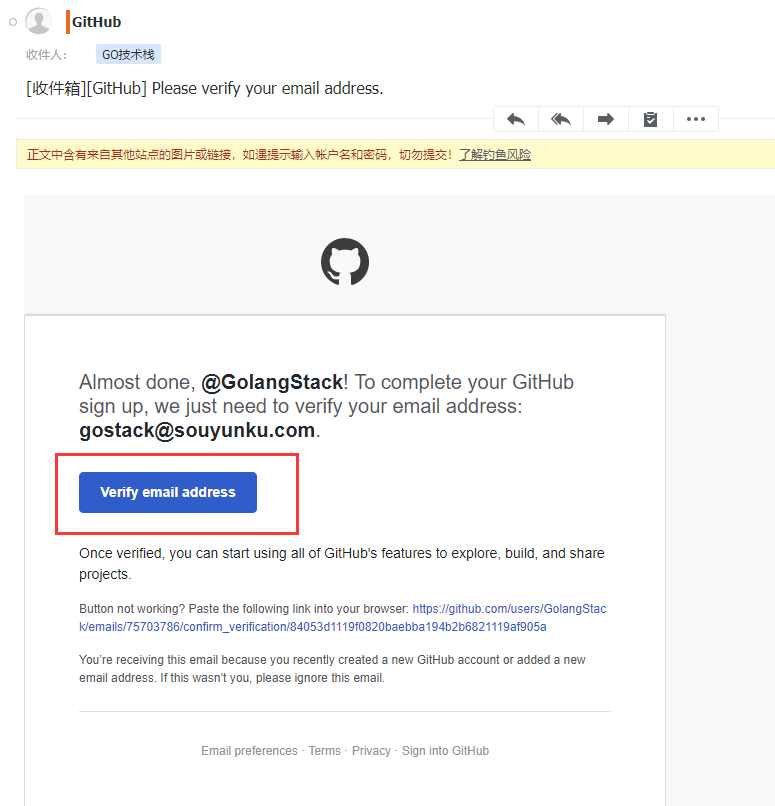 GitHub
收件人：
GO技术栈
[收件箱][GitHub] Please verify your email address.
正文中含有来自其他站点的图片或链接，如遇提示输入帐户名和密码，切勿提交！了解钓鱼风险
Almost done, @GolangStack! To complete your GitHub
sign up, we just need to verify your email address:
gostack@souyunku.com.
Verify email address
Once verified, you can start using all of GitHub's features to explore, build, and share
projects.
Button not working? Paste the following link into your browser: https://github.com/users/GolangStac
k/emails/75703786/confirm_verification/84053d1119f0820baebba194b2b6821119af905a
You’re receiving this email because you recently created a new GitHub account or added a new
email address. If this wasn’t you, please ignore this email.
Email preferences · Terms · Privacy · Sign into GitHub